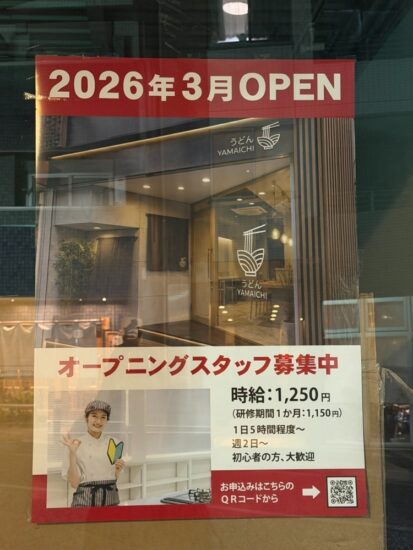 2026年3月OPEN
うどん
YAMAICHI
うどん
YAMAICHI
オープニングスタッフ募集中
時給:1,250円
(研修期間1か月:1,150円)
1日5時間程度〜
週2日〜
初心者の方、大歓迎
お申込みはこちらの
QRコードから